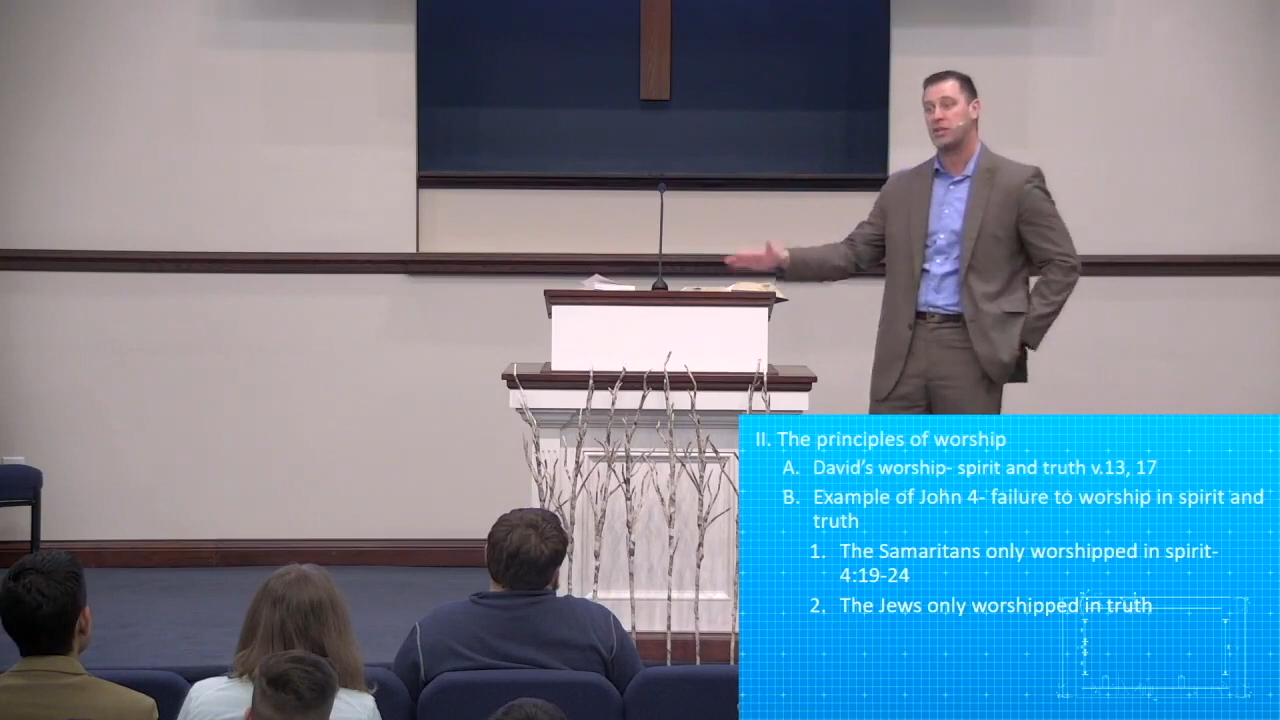 II. The principles of worship
A. David's worship- spirit and truth v.13, 17
B. Example of John 4- failure to worship in spirit and
truth
1. The Samaritans only worshipped in spirit-
4:19-24
2. The Jews only worshipped in truth